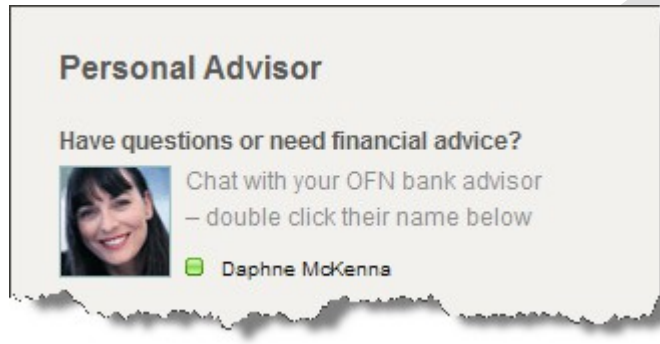 Personal Advisor
Have questions or need financial advice?
Chat with your OFN bank advisor
– double click their name below
Daphne McKenna